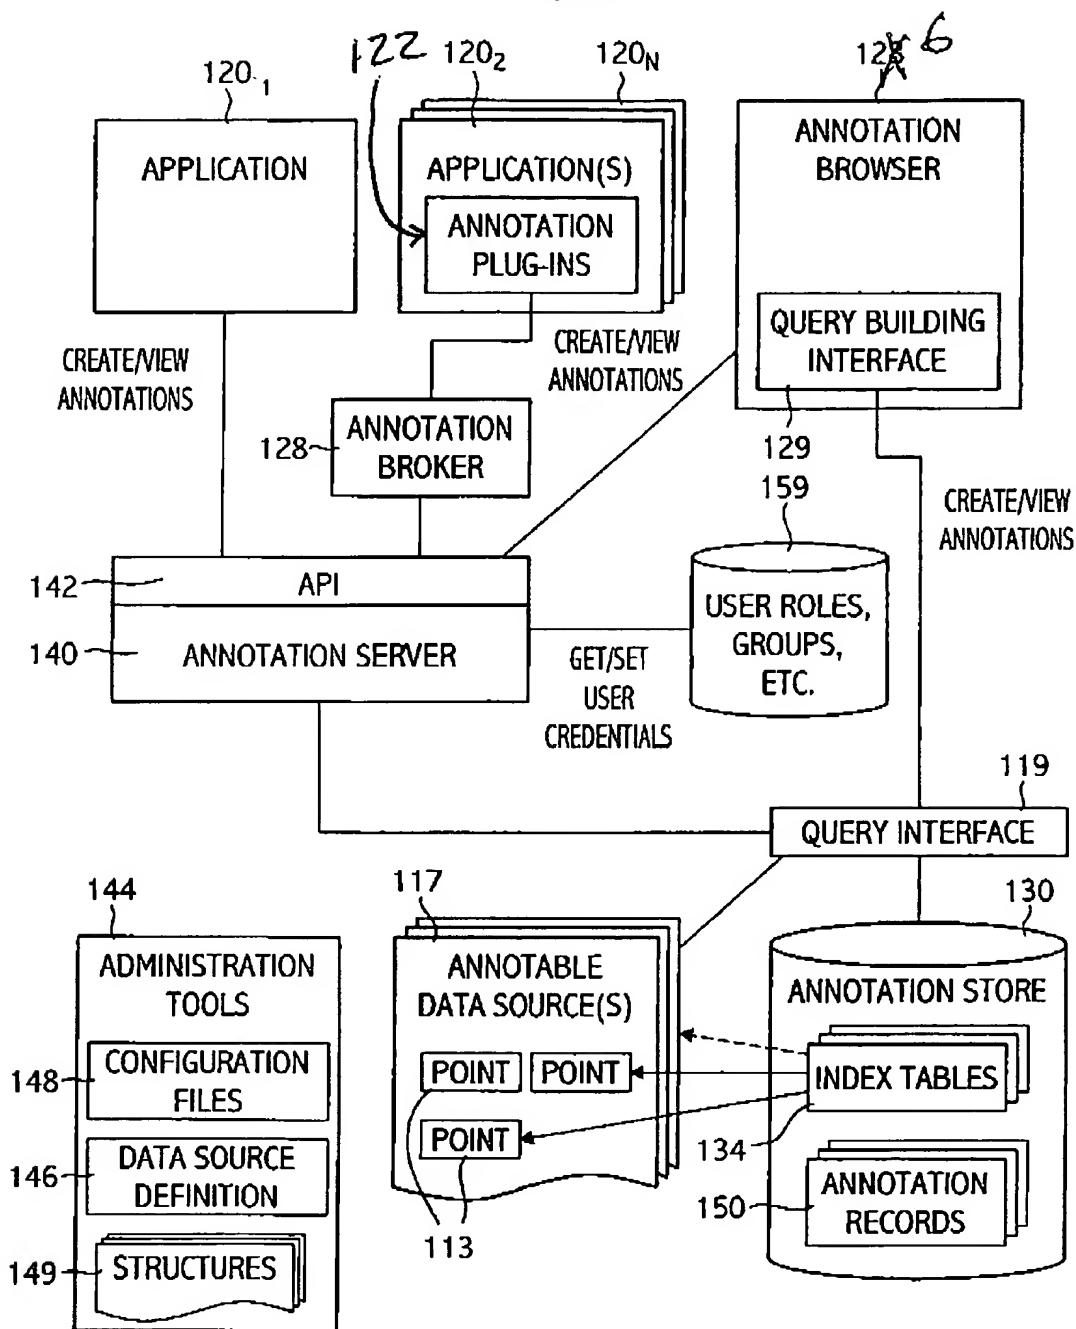 120₁
122
120₂
120N
128 6
APPLICATION
APPLICATION(S)
ANNOTATION
PLUG-INS
ANNOTATION
BROWSER
QUERY BUILDING
INTERFACE
CREATE/VIEW
ANNOTATIONS
CREATE/VIEW
ANNOTATIONS
128
ANNOTATION
BROKER
129
159
CREATE/VIEW
ANNOTATIONS
142
API
140
ANNOTATION SERVER
GET/SET
USER
CREDENTIALS
USER ROLES,
GROUPS,
ETC.
119
QUERY INTERFACE
144
117
130
ADMINISTRATION
TOOLS
148
CONFIGURATION
FILES
146
DATA SOURCE
DEFINITION
149
STRUCTURES
ANNOTABLE
DATA SOURCE(S)
POINT
POINT
POINT
113
ANNOTATION STORE
INDEX TABLES
134
150
ANNOTATION
RECORDS